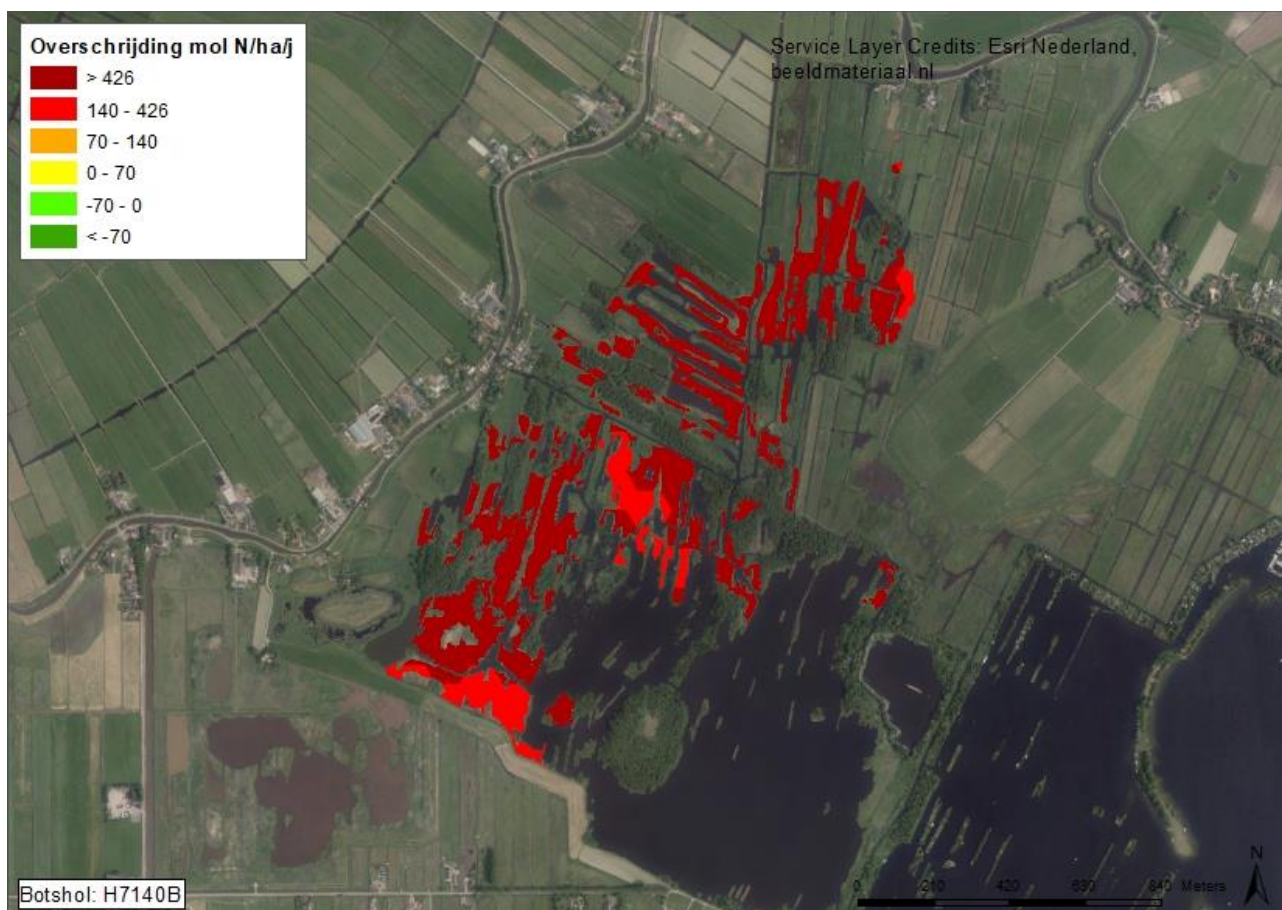 Overschrijding mol N/ha/j
> 426
140 - 426
70 - 140
0 - 70
-70 - 0
< -70
Service Layer Credits: Esri Nederland,
beeldmateriaal.nl
Botshol: H7140B
N
0 210 420 630 840 Meters